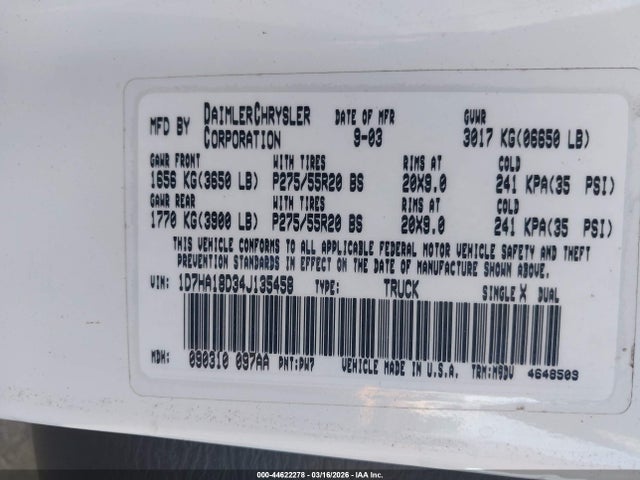 MFD BY DAIMLERCHRYSLER CORPORATION DATE OF MFR 9-03 GVWR 3017 KG(06650 LB)
GAWR FRONT WITH TIRES RIMS AT COLD
1656 KG(3650 LB) P275/55R20 BS 20X9.0 241 KPA(35 PSI)
GAWR REAR WITH TIRES RIMS AT COLD
1770 KG(3900 LB) P275/55R20 BS 20X9.0 241 KPA(35 PSI)
THIS VEHICLE CONFORMS TO ALL APPLICABLE FEDERAL MOTOR VEHICLE SAFETY AND THEFT
PREVENTION STANDARDS IN EFFECT ON THE DATE OF MANUFACTURE SHOWN ABOVE.
VIN: 1D7HA18D34J135458 TYPE: TRUCK SINGLE X DUAL
MDH: 090310 097AA PNT:PW7 VEHICLE MADE IN U.S.A. TRM:M9DV 4648509
000-44622278 - 03/16/2026 - IAA Inc.